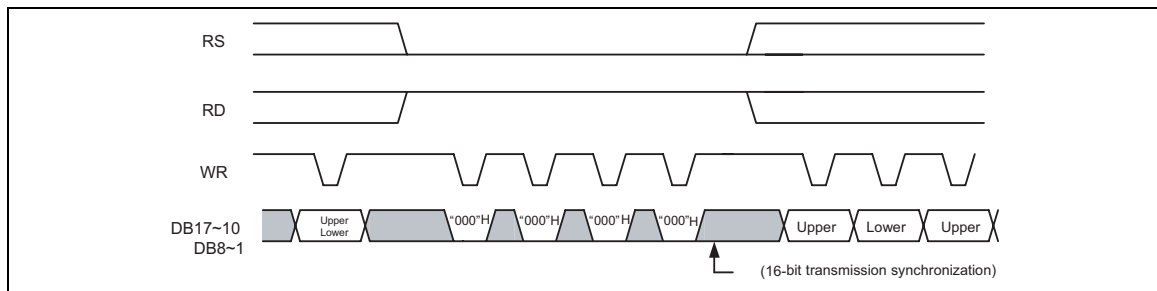 RS
RD
WR
DB17~10
DB8~1
Upper
Lower
"000"H
"000"H
"000"H
"000"H
Upper
Lower
Upper
(16-bit transmission synchronization)